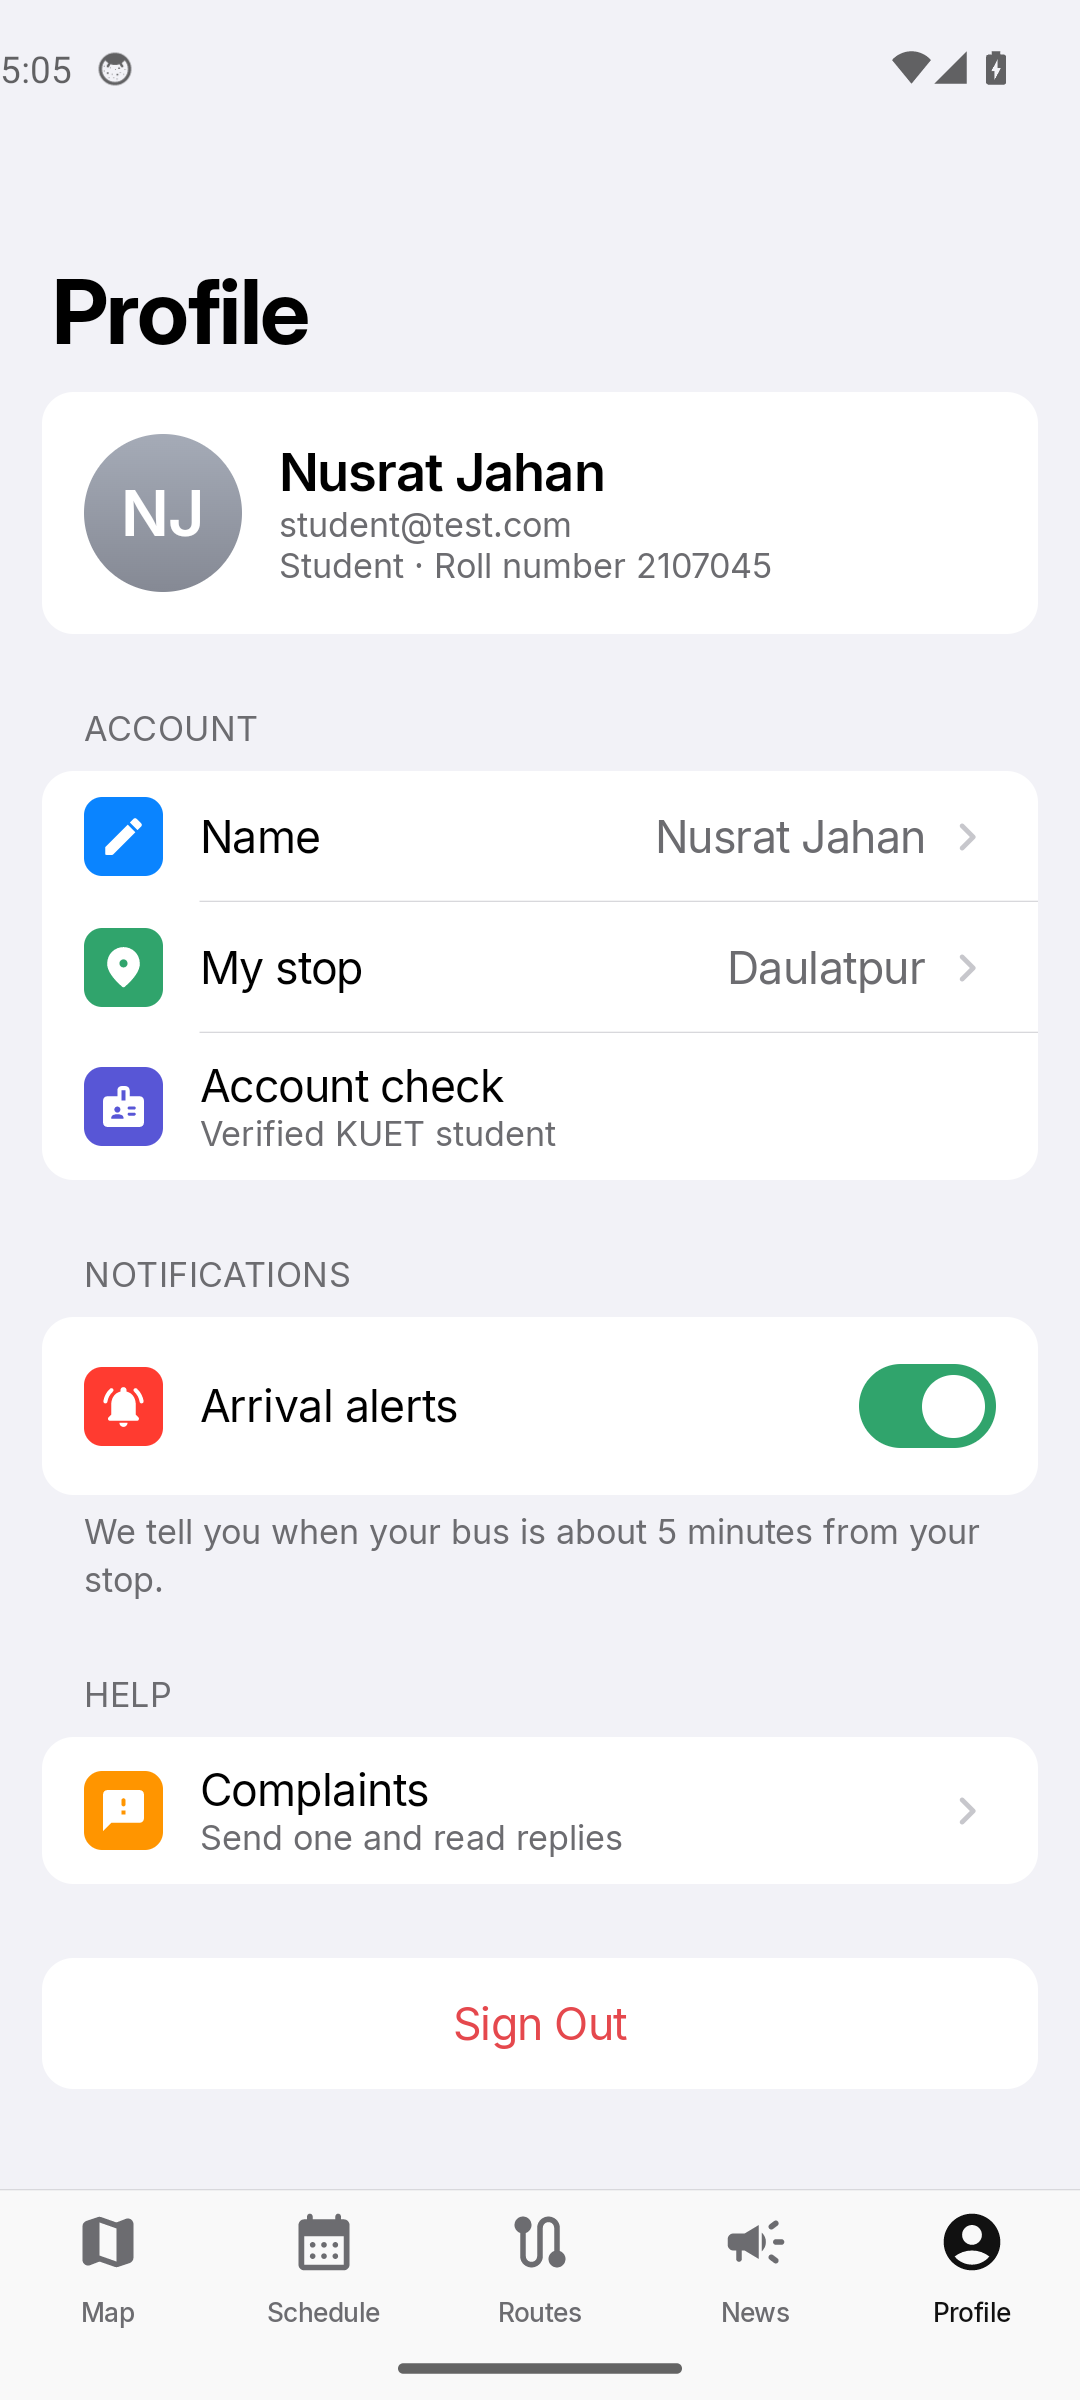 5:05
Profile
NJ
Nusrat Jahan
student@test.com
Student · Roll number 2107045
ACCOUNT
Name Nusrat Jahan
My stop Daulatpur
Account check
Verified KUET student
NOTIFICATIONS
Arrival alerts
We tell you when your bus is about 5 minutes from your
stop.
HELP
Complaints
Send one and read replies
Sign Out
Map Schedule Routes News Profile